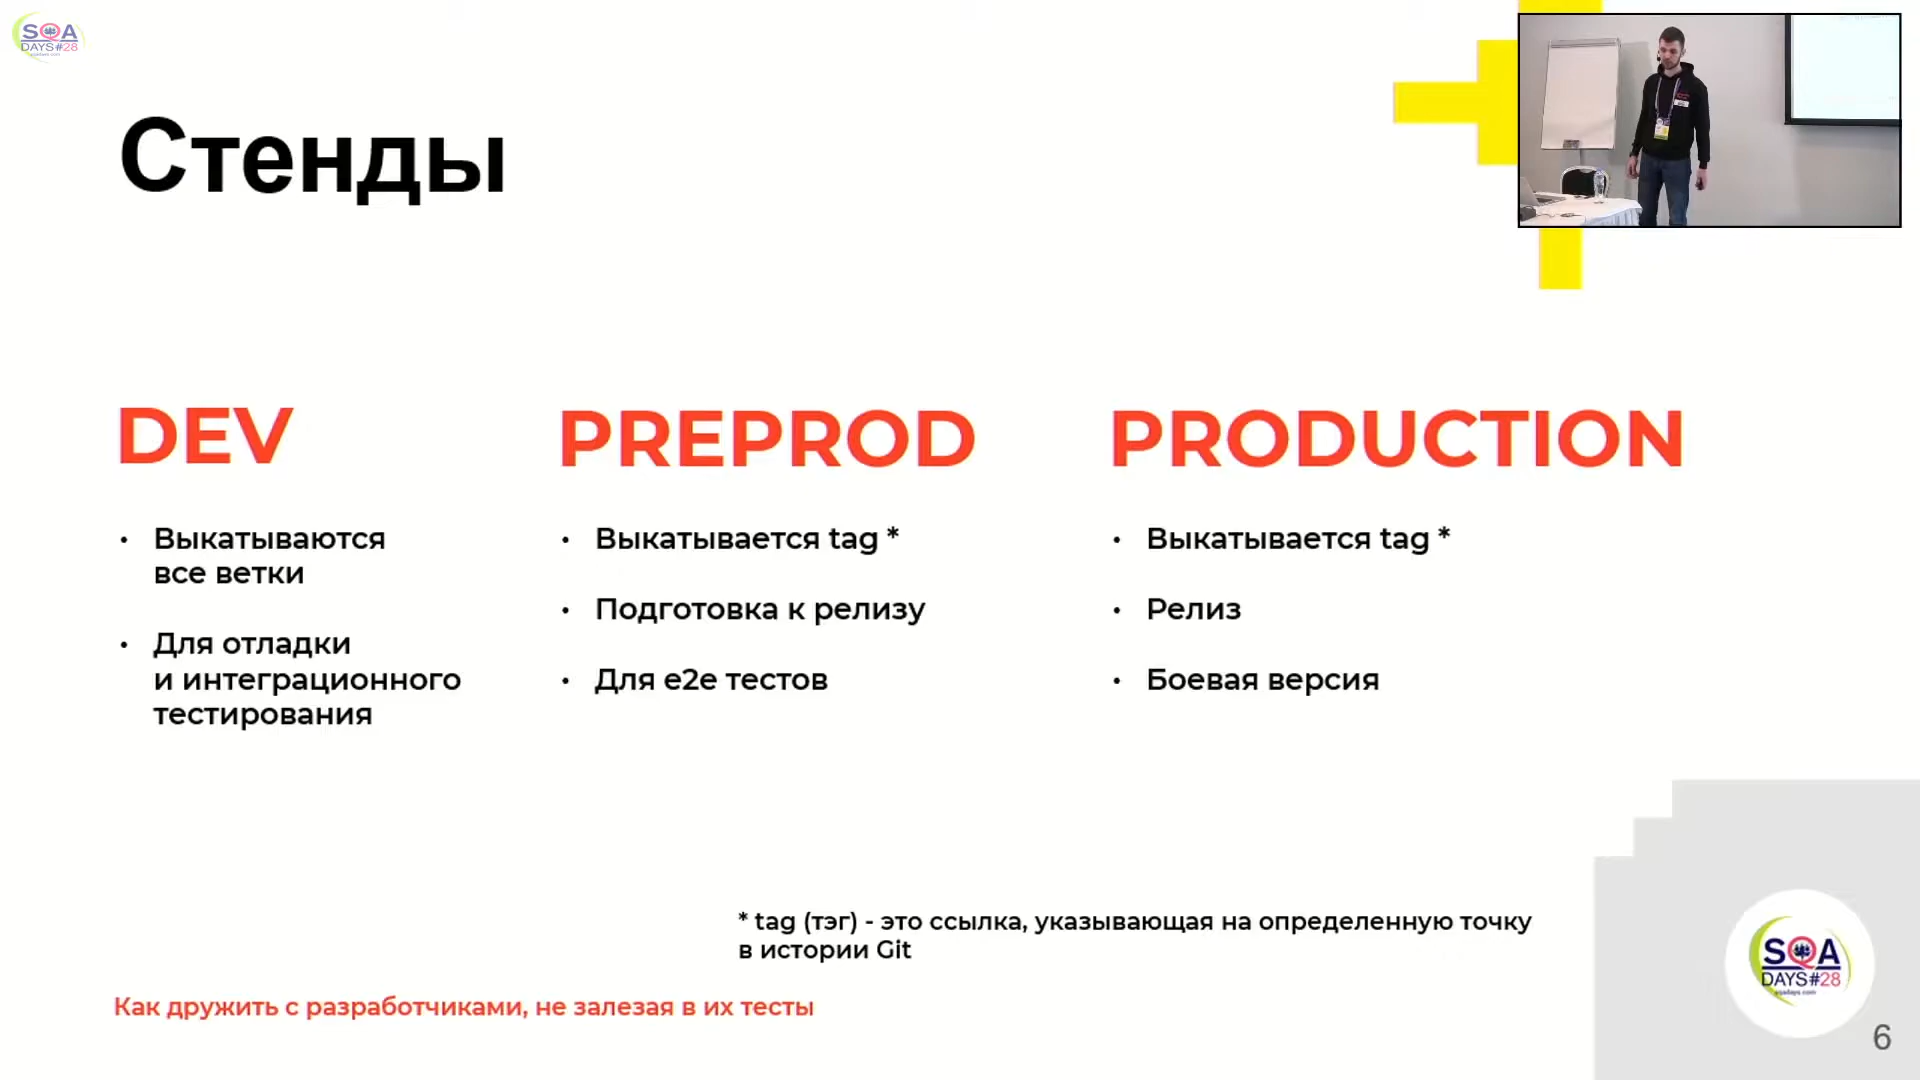 SQA
DAYS#28
Стенды
DEV
• Выкатываются
все ветки
• Для отладки
и интеграционного
тестирования
PREPROD
• Выкатывается tag *
• Подготовка к релизу
• Для e2e тестов
PRODUCTION
• Выкатывается tag *
• Релиз
• Боевая версия
* tag (тэг) - это ссылка, указывающая на определенную точку
в истории Git
Как дружить с разработчиками, не залезая в их тесты
SQA
DAYS#28
sqadays.com
6